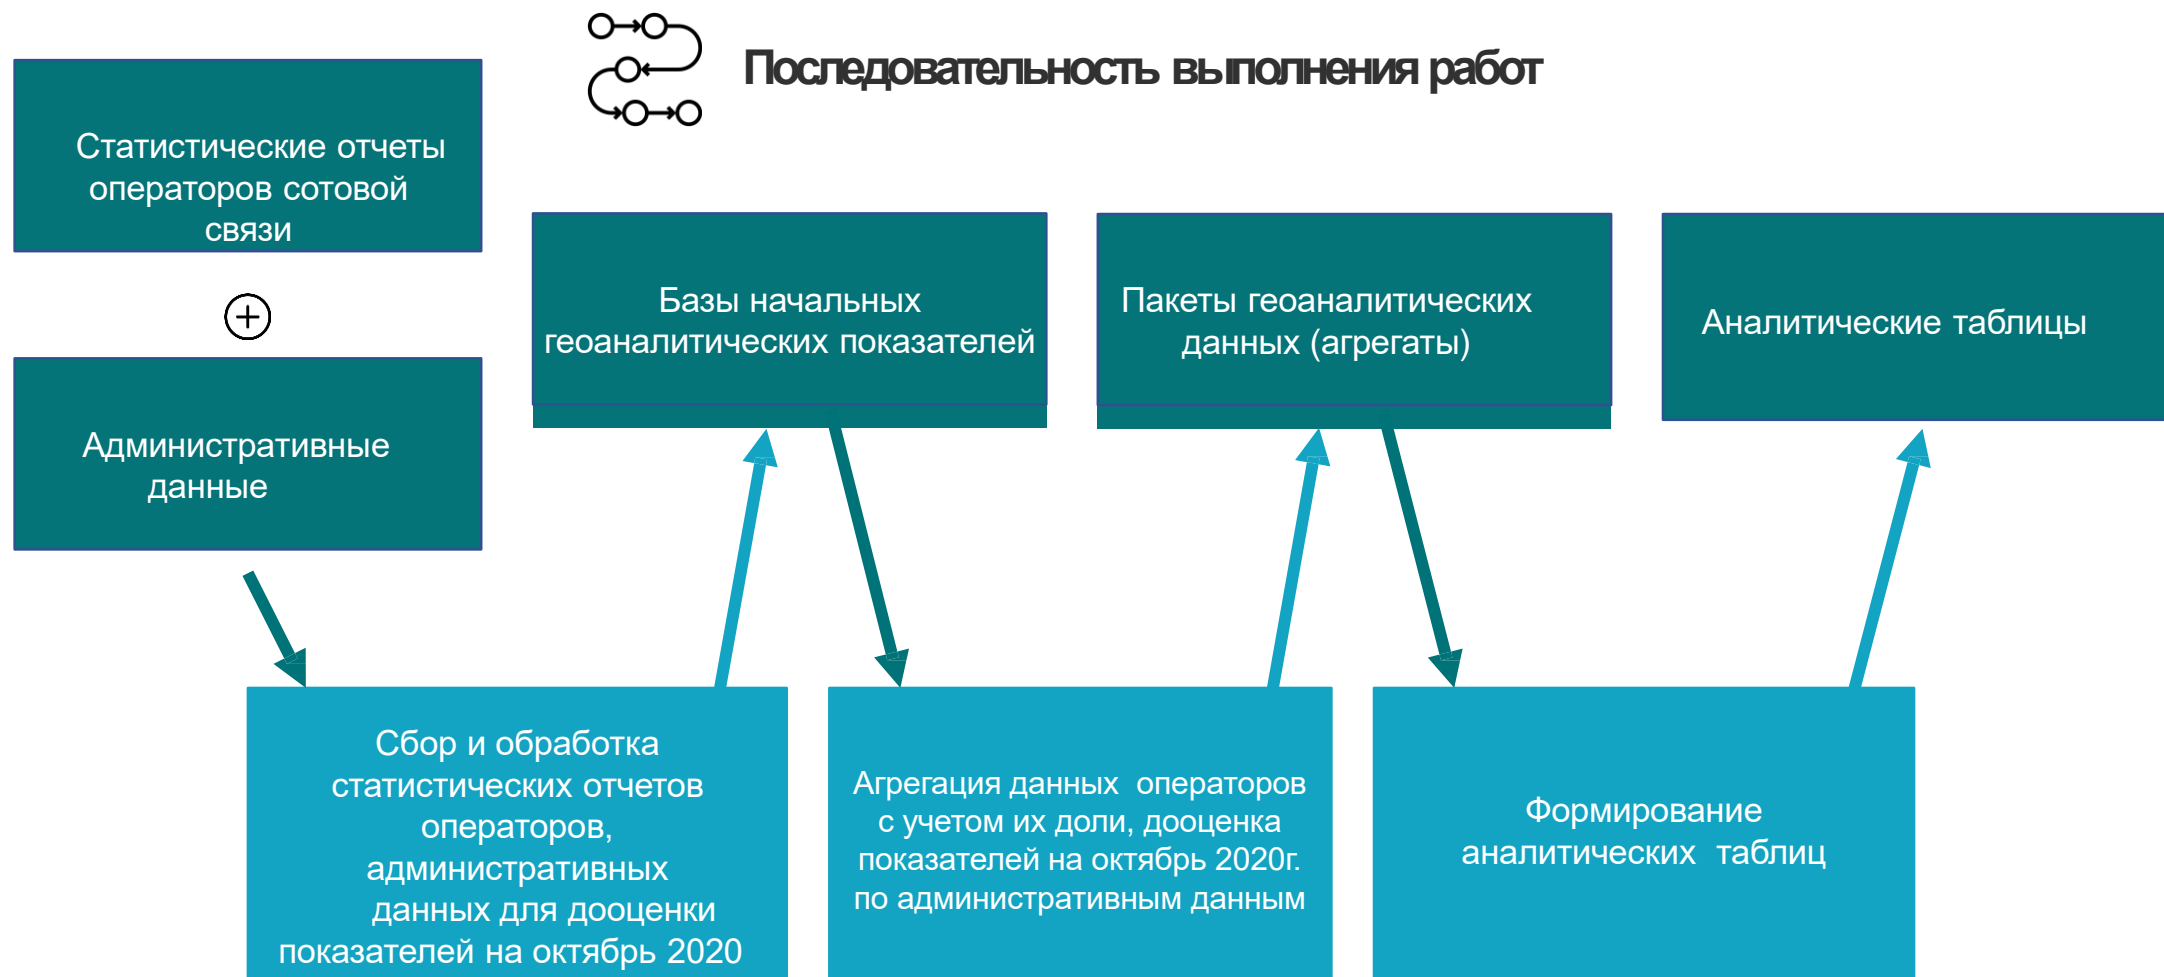 Последовательность выполнения работ
Статистические отчеты
операторов сотовой
связи
Административные
данные
Базы начальных
геоаналитических показателей
Пакеты геоаналитических
данных (агрегаты)
Аналитические таблицы
Сбор и обработка
статистических отчетов
операторов,
административных
данных для дооценки
показателей на октябрь 2020
Агрегация данных операторов
с учетом их доли, дооценка
показателей на октябрь 2020г.
по административным данным
Формирование
аналитических таблиц